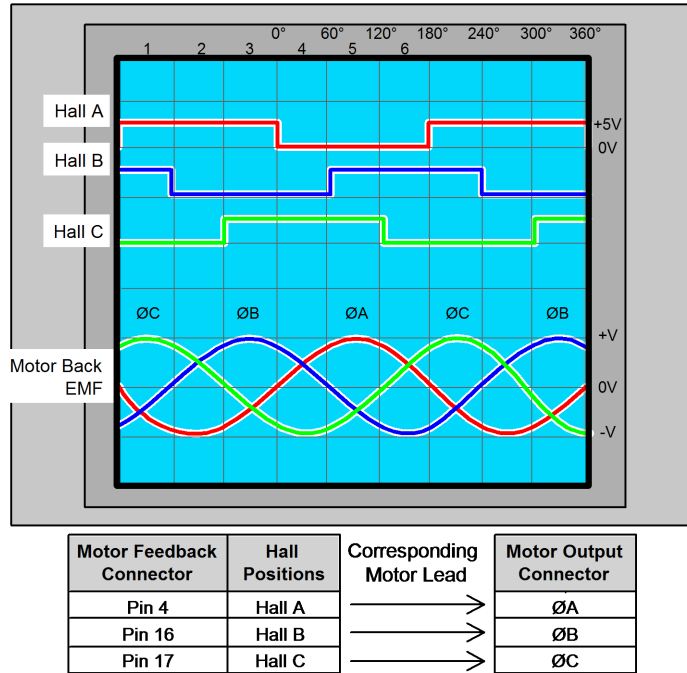 0° 60° 120° 180° 240° 300° 360°
1 2 3 4 5 6
Hall A
+5V
0V
Hall B
Hall C
ØC ØB ØA ØC ØB
+V
Motor Back
EMF
0V
-V
Motor Feedback
Connector
Hall
Positions
Corresponding
Motor Lead
Motor Output
Connector
Pin 4 Hall A ØA
Pin 16 Hall B ØB
Pin 17 Hall C ØC